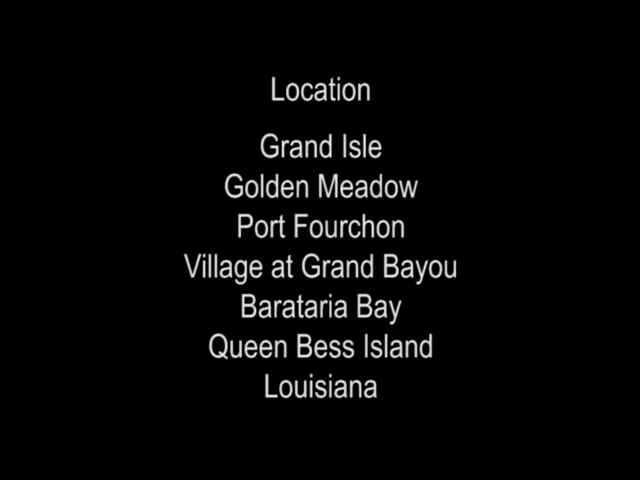 Location
Grand Isle
Golden Meadow
Port Fourchon
Village at Grand Bayou
Barataria Bay
Queen Bess Island
Louisiana